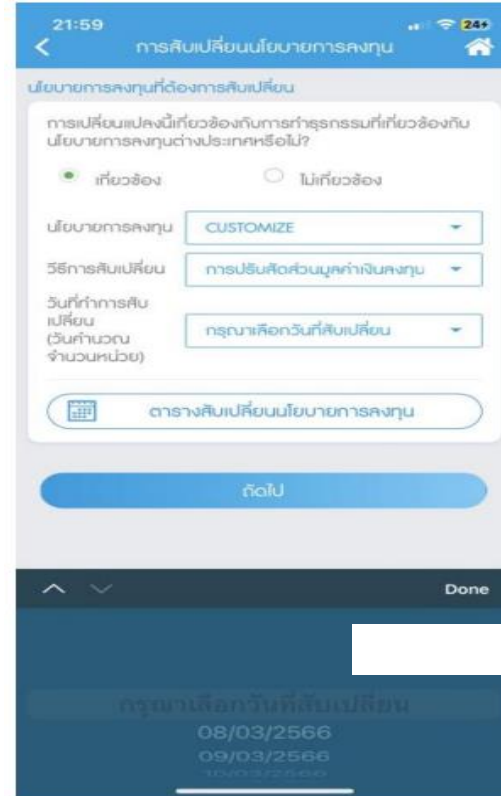 21:59
24+
การสับเปลี่ยนนโยบายการลงทุน
นโยบายการลงทุนที่ต้องการสับเปลี่ยน
การเปลี่ยนแปลงนี้เกี่ยวข้องกับการทำธุรกรรมที่เกี่ยวข้องกับ
นโยบายการลงทุนต่างประเทศหรือไม่?
เกี่ยวข้อง ไม่เกี่ยวข้อง
นโยบายการลงทุน CUSTOMIZE
วิธีการสับเปลี่ยน การปรับสัดส่วนมูลค่าเงินลงทุน
วันที่ทำการสับ
เปลี่ยน
(วันคำนวณ
จำนวนหน่วย)
กรุณาเลือกวันที่สับเปลี่ยน
ตารางสับเปลี่ยนนโยบายการลงทุน
ถัดไป
Done
กรุณาเลือกวันที่สับเปลี่ยน
08/03/2566
09/03/2566
10/03/2566